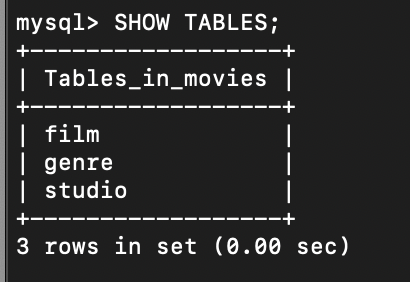 mysql> SHOW TABLES;
+------------------+
| Tables_in_movies |
+------------------+
| film             |
| genre            |
| studio           |
+------------------+
3 rows in set (0.00 sec)